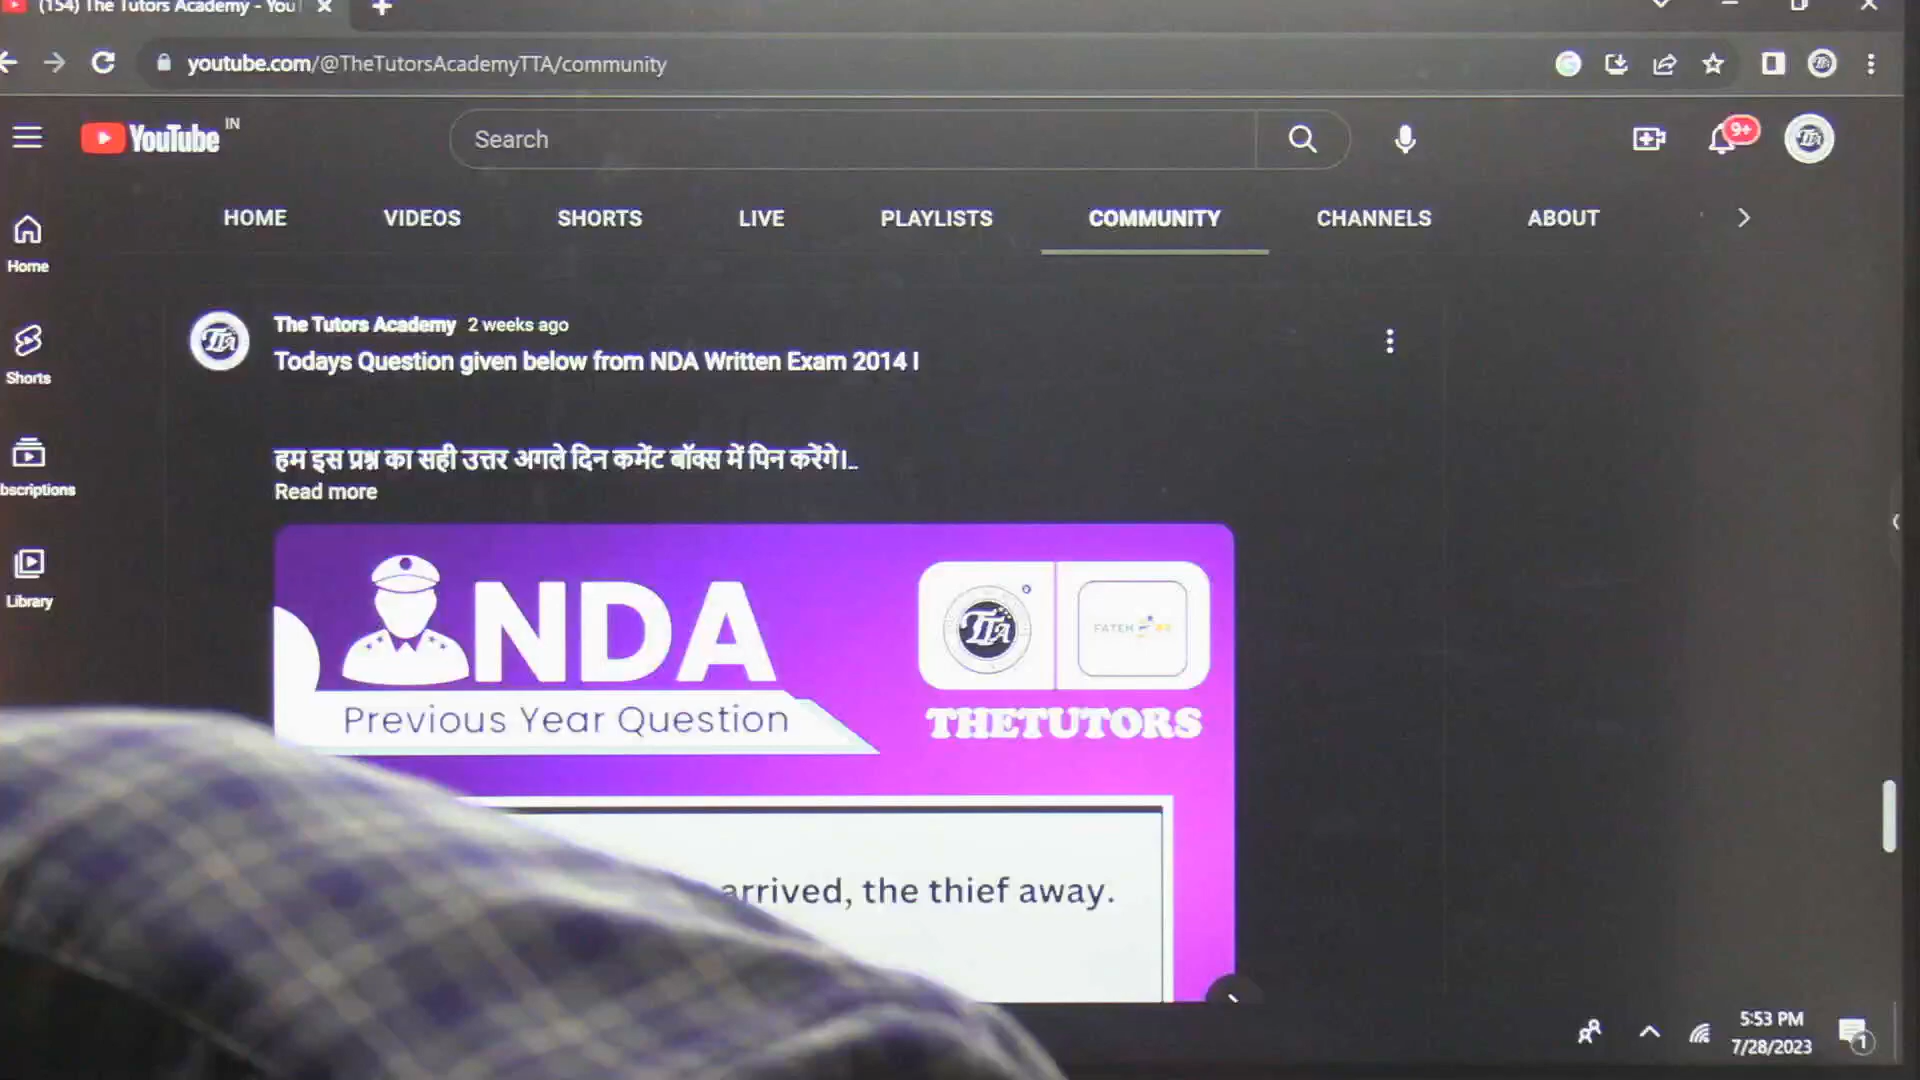 (154) The Tutors Academy - You
youtube.com/@TheTutorsAcademyTTA/community
YouTube IN
Search
9+
HOME VIDEOS SHORTS LIVE PLAYLISTS COMMUNITY CHANNELS ABOUT
Home
Shorts
bscriptions
Library
The Tutors Academy 2 weeks ago
Todays Question given below from NDA Written Exam 2014 I
हम इस प्रश्न का सही उत्तर अगले दिन कमेंट बॉक्स में पिन करेंगे।...
Read more
NDA
Previous Year Question
TTA
FATEH
THETUTORS
arrived, the thief away.
5:53 PM
7/28/2023
1